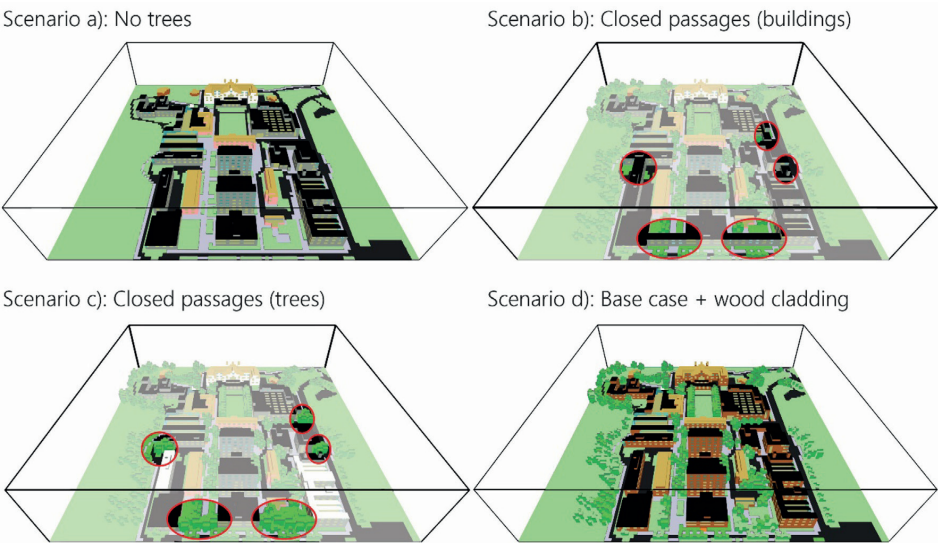 Scenario a): No trees
Scenario b): Closed passages (buildings)
Scenario c): Closed passages (trees)
Scenario d): Base case + wood cladding